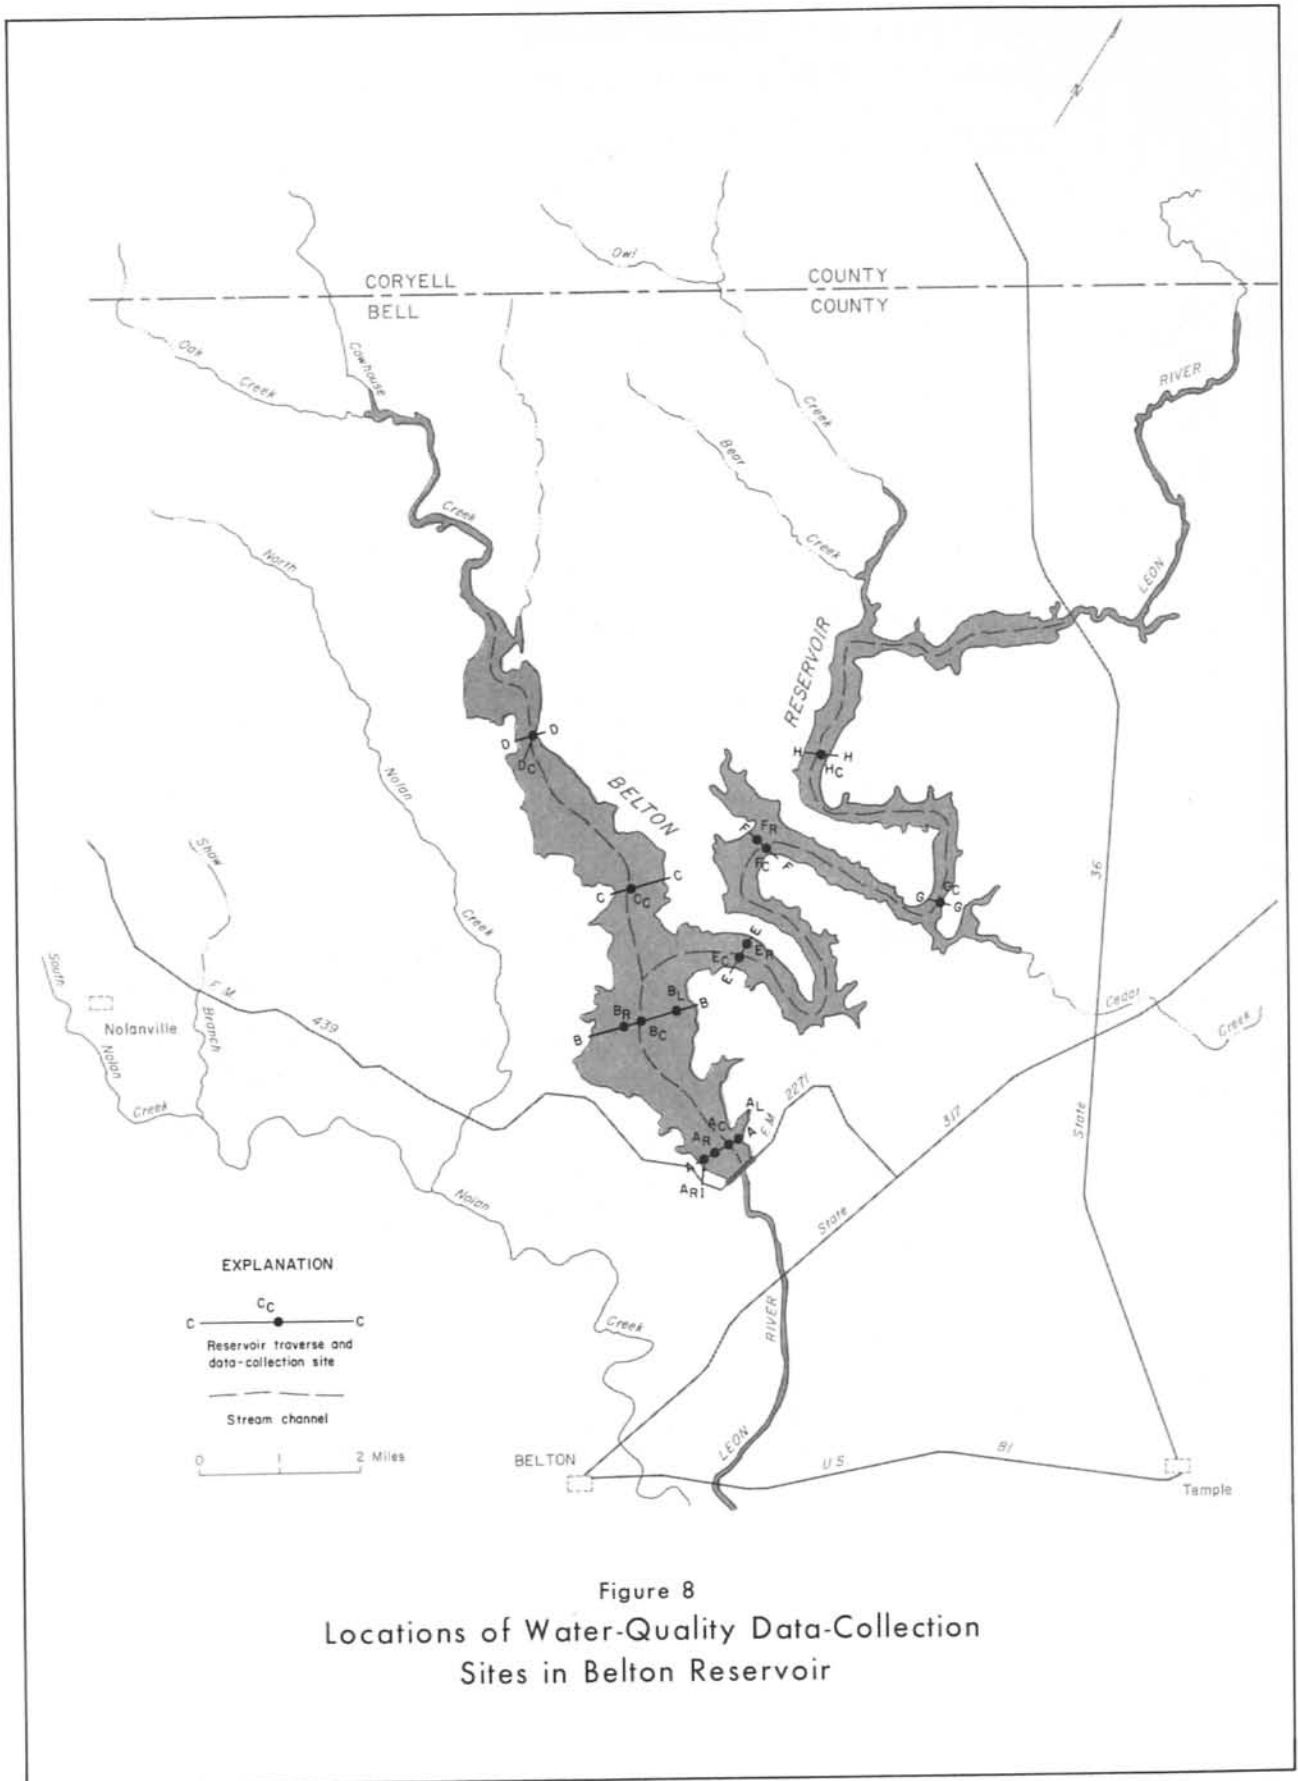 N
Owl
CORYELL COUNTY
BELL COUNTY
Oak
Creek
Cowhouse
Creek
RIVER
Creek
Bear
Creek
LEON
North
RESERVOIR
BELTON
D D
DC
H H
HC
Nolan
F FR
FC F
36
Shaw
C C
CC
G GC
G
Creek
South
E
EC ER
E
F.M.
439
Nolanville
Branch
BL B
BR
B BC
Cedar
Creek
Nolan
Creek
2271
F.M.
AL
AC A
AR
A
AR1
317
State
State
Nolan
EXPLANATION
CC
C C
Reservoir traverse and
data-collection site
Stream channel
0 1 2 Miles
Creek
RIVER
LEON
BELTON
U.S. 81
Temple
Figure 8
Locations of Water-Quality Data-Collection
Sites in Belton Reservoir